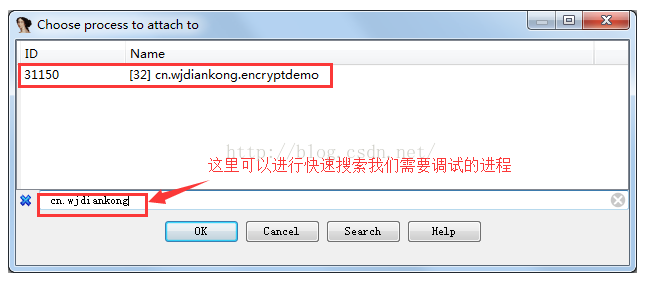 Choose process to attach to
ID Name
31150 [32] cn.wjdiankong.encryptdemo
http://blog.csdn.net/
这里可以进行快速搜索我们需要调试的进程
cn.wjdiankong
OK Cancel Search Help